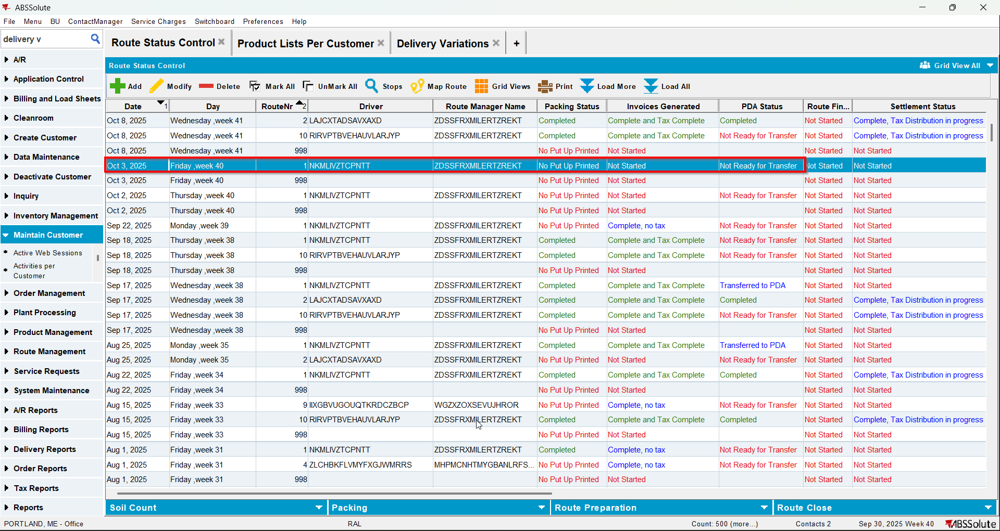 ABSSolute
File Menu BU ContactManager Service Charges Switchboard Preferences Help
delivery v
Route Status Control Product Lists Per Customer Delivery Variations +
Route Status Control Grid View All
Add Modify Delete Mark All UnMark All Stops Map Route Grid Views Print Load More Load All
A/R
Application Control
Billing and Load Sheets
Cleanroom
Create Customer
Data Maintenance
Deactivate Customer
Inquiry
Inventory Management
Maintain Customer
Active Web Sessions
Activities per
Customer
Order Management
Plant Processing
Product Management
Route Management
Service Requests
System Maintenance
A/R Reports
Billing Reports
Delivery Reports
Order Reports
Tax Reports
Reports
Date 1 Day RouteNr 2 Driver Route Manager Name Packing Status Invoices Generated PDA Status Route Fin... Settlement Status
Oct 8, 2025 Wednesday ,week 41 2 LAJCXTADSAVXAXD ZDSSFRXMILERTZREKT Completed Complete and Tax Complete Completed Not Started Complete, Tax Distribution in progress
Oct 8, 2025 Wednesday ,week 41 10 RIRVPTBVEHAUVLARJYP ZDSSFRXMILERTZREKT Completed Complete and Tax Complete Not Ready for Transfer Not Started Complete, Tax Distribution in progress
Oct 8, 2025 Wednesday ,week 41 998 No Put Up Printed Not Started Not Started Not Started
Oct 3, 2025 Friday ,week 40 1 NKMLIVZTCPNTT ZDSSFRXMILERTZREKT No Put Up Printed Not Started Not Ready for Transfer Not Started Not Started
Oct 3, 2025 Friday ,week 40 998 No Put Up Printed Not Started Not Started Not Started
Oct 2, 2025 Thursday ,week 40 1 NKMLIVZTCPNTT ZDSSFRXMILERTZREKT No Put Up Printed Not Started Not Ready for Transfer Not Started Not Started
Oct 2, 2025 Thursday ,week 40 998 No Put Up Printed Not Started Not Started Not Started
Sep 22, 2025 Monday ,week 39 1 NKMLIVZTCPNTT ZDSSFRXMILERTZREKT No Put Up Printed Complete, no tax Not Ready for Transfer Not Started Not Started
Sep 18, 2025 Thursday ,week 38 1 NKMLIVZTCPNTT ZDSSFRXMILERTZREKT Completed Complete and Tax Complete Not Ready for Transfer Not Started Not Started
Sep 18, 2025 Thursday ,week 38 10 RIRVPTBVEHAUVLARJYP ZDSSFRXMILERTZREKT Completed Complete and Tax Complete Not Ready for Transfer Not Started Not Started
Sep 18, 2025 Thursday ,week 38 998 No Put Up Printed Not Started Not Started Not Started
Sep 17, 2025 Wednesday ,week 38 1 NKMLIVZTCPNTT ZDSSFRXMILERTZREKT Completed Complete and Tax Complete Transferred to PDA Not Started Not Started
Sep 17, 2025 Wednesday ,week 38 2 LAJCXTADSAVXAXD ZDSSFRXMILERTZREKT Completed Complete and Tax Complete Completed Not Started Complete, Tax Distribution in progress
Sep 17, 2025 Wednesday ,week 38 10 RIRVPTBVEHAUVLARJYP ZDSSFRXMILERTZREKT Completed Complete and Tax Complete Not Ready for Transfer Not Started Complete, Tax Distribution in progress
Sep 17, 2025 Wednesday ,week 38 998 No Put Up Printed Not Started Not Started Not Started
Aug 25, 2025 Monday ,week 35 1 NKMLIVZTCPNTT ZDSSFRXMILERTZREKT Completed Complete and Tax Complete Transferred to PDA Not Started Not Started
Aug 25, 2025 Monday ,week 35 2 LAJCXTADSAVXAXD ZDSSFRXMILERTZREKT No Put Up Printed Not Started Not Ready for Transfer Not Started Not Started
Aug 22, 2025 Friday ,week 34 1 NKMLIVZTCPNTT ZDSSFRXMILERTZREKT Completed Complete and Tax Complete Completed Not Started Complete, Tax Distribution in progress
Aug 22, 2025 Friday ,week 34 998 No Put Up Printed Not Started Not Started Not Started
Aug 15, 2025 Friday ,week 33 9 IIXGBVUGOUQTKRDCZBCP WGZXZOXSEVUJHROR No Put Up Printed Complete, no tax Not Ready for Transfer Not Started Not Started
Aug 15, 2025 Friday ,week 33 10 RIRVPTBVEHAUVLARJYP ZDSSFRXMILERTZREKT Completed Complete and Tax Complete Completed Not Started Complete, Tax Distribution in progress
Aug 15, 2025 Friday ,week 33 998 No Put Up Printed Not Started Not Started Not Started
Aug 1, 2025 Friday ,week 31 1 NKMLIVZTCPNTT ZDSSFRXMILERTZREKT Completed Complete, no tax Not Ready for Transfer Not Started Not Started
Aug 1, 2025 Friday ,week 31 4 ZLCHBKFLVMYFXGJWMRRS MHPMCNHTMYGBANLRFS... No Put Up Printed Complete, no tax Not Ready for Transfer Not Started Not Started
Aug 1, 2025 Friday ,week 31 998 No Put Up Printed Not Started Not Started Not Started
Soil Count Packing Route Preparation Route Close
PORTLAND, ME - Office RAL Count: 500 (more...) Contacts 2 Sep 30, 2025 Week 40 ABSSolute